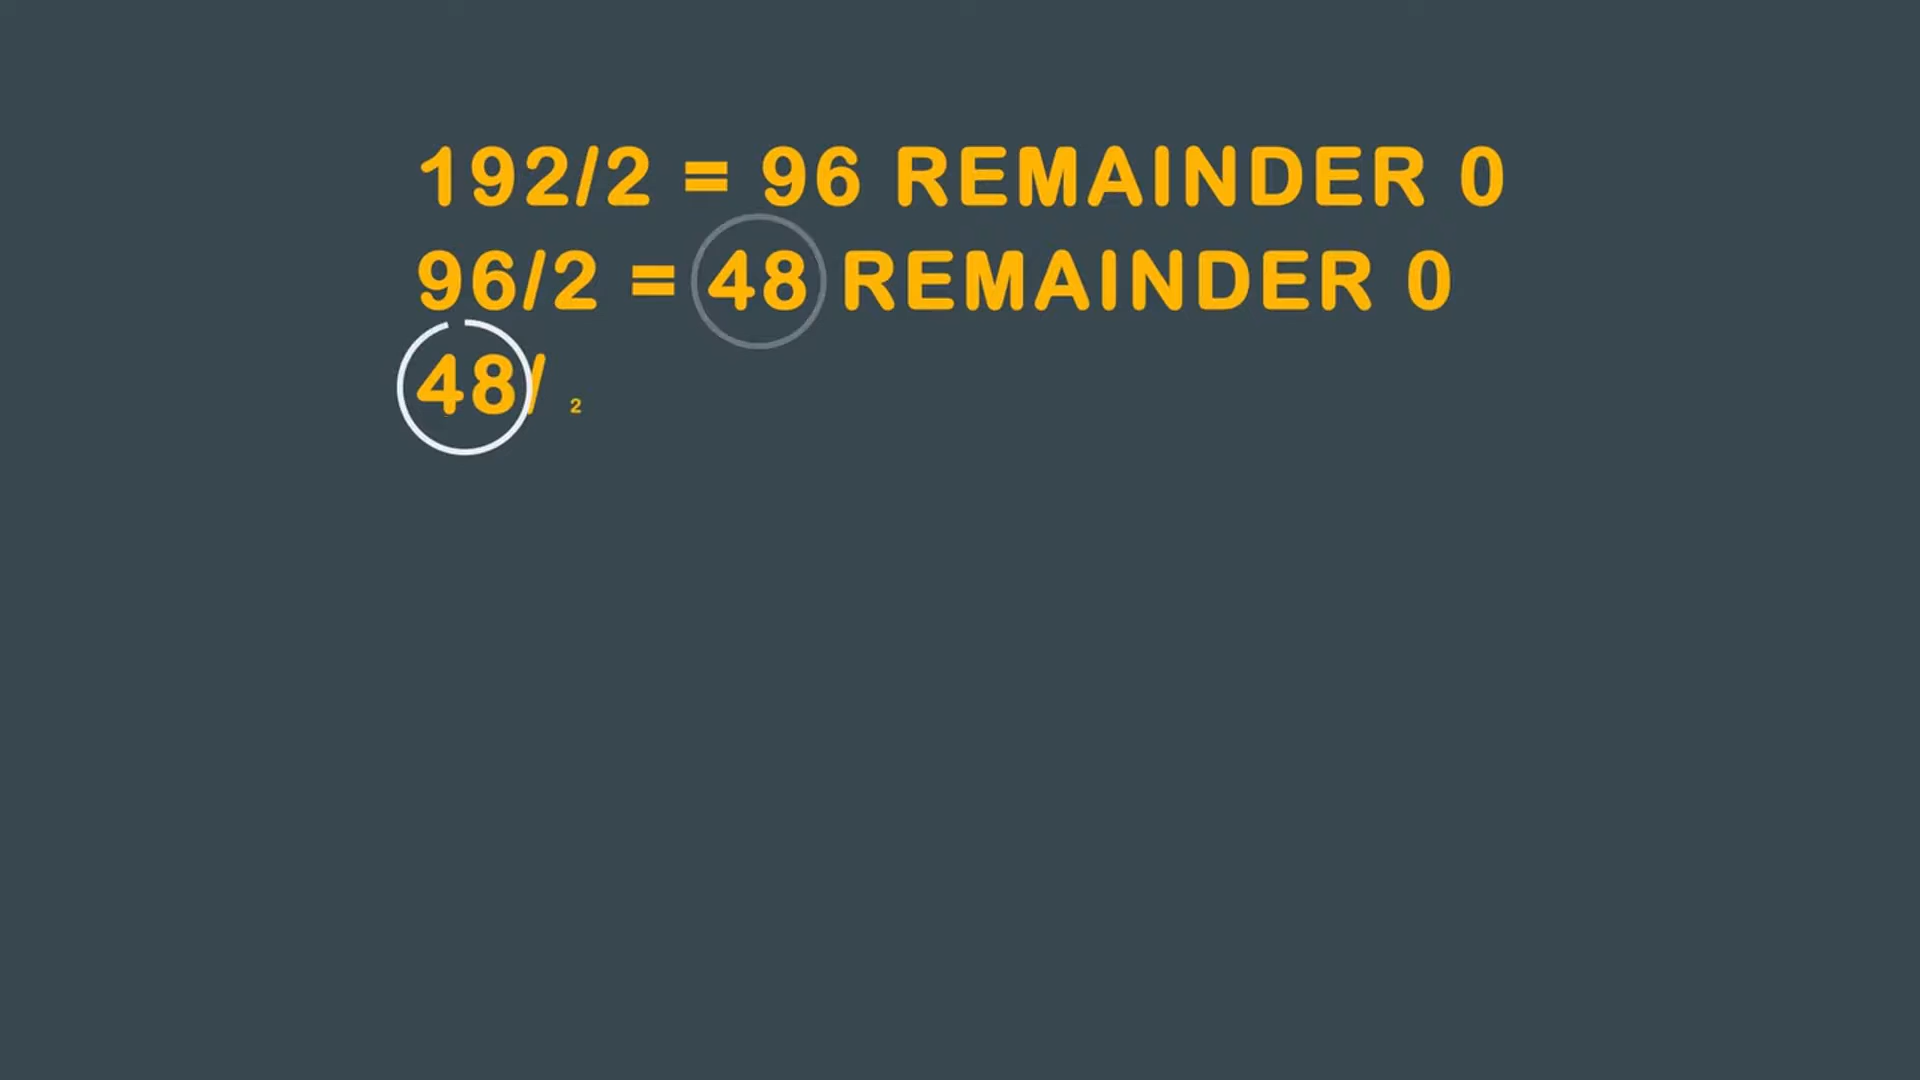 192/2 = 96 REMAINDER 0
96/2 = 48 REMAINDER 0
48/ 2